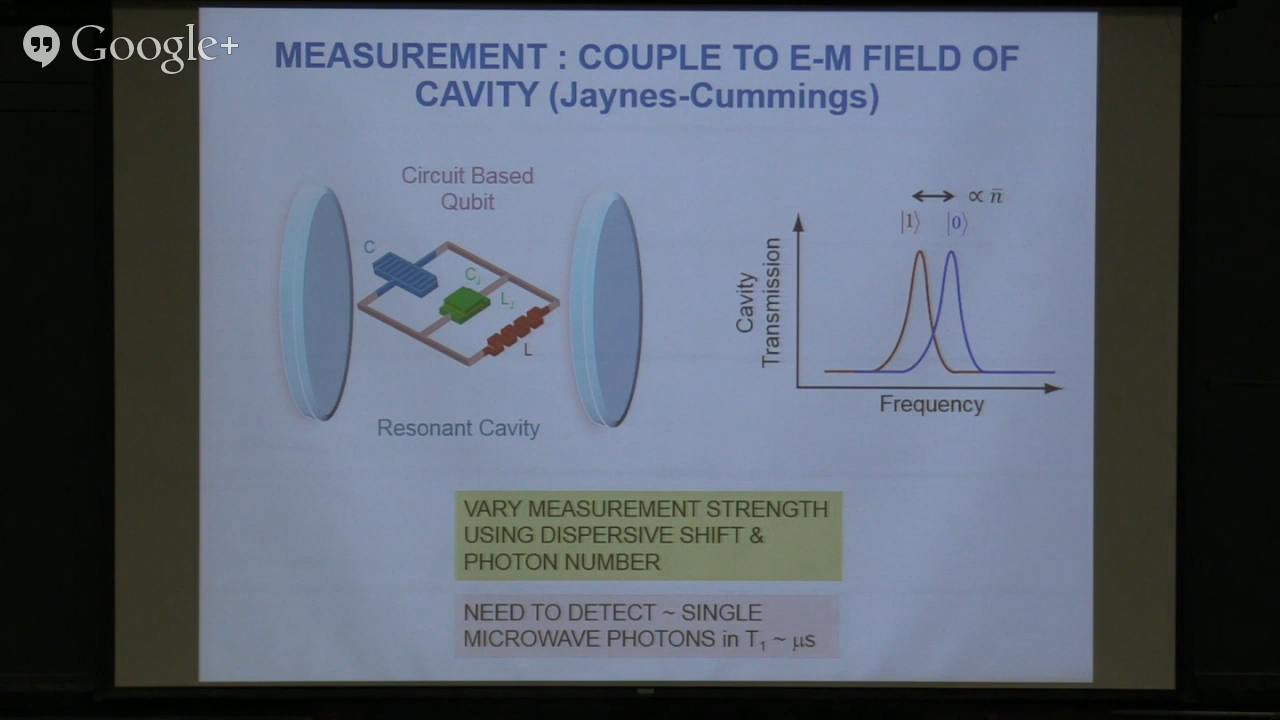 Google+
MEASUREMENT : COUPLE TO E-M FIELD OF
CAVITY (Jaynes-Cummings)
Circuit Based
Qubit
C
C_J
L_J
L
Resonant Cavity
∝ n̄
|1⟩ |0⟩
Cavity
Transmission
Frequency
VARY MEASUREMENT STRENGTH
USING DISPERSIVE SHIFT &
PHOTON NUMBER
NEED TO DETECT ~ SINGLE
MICROWAVE PHOTONS in T₁ ~ μs